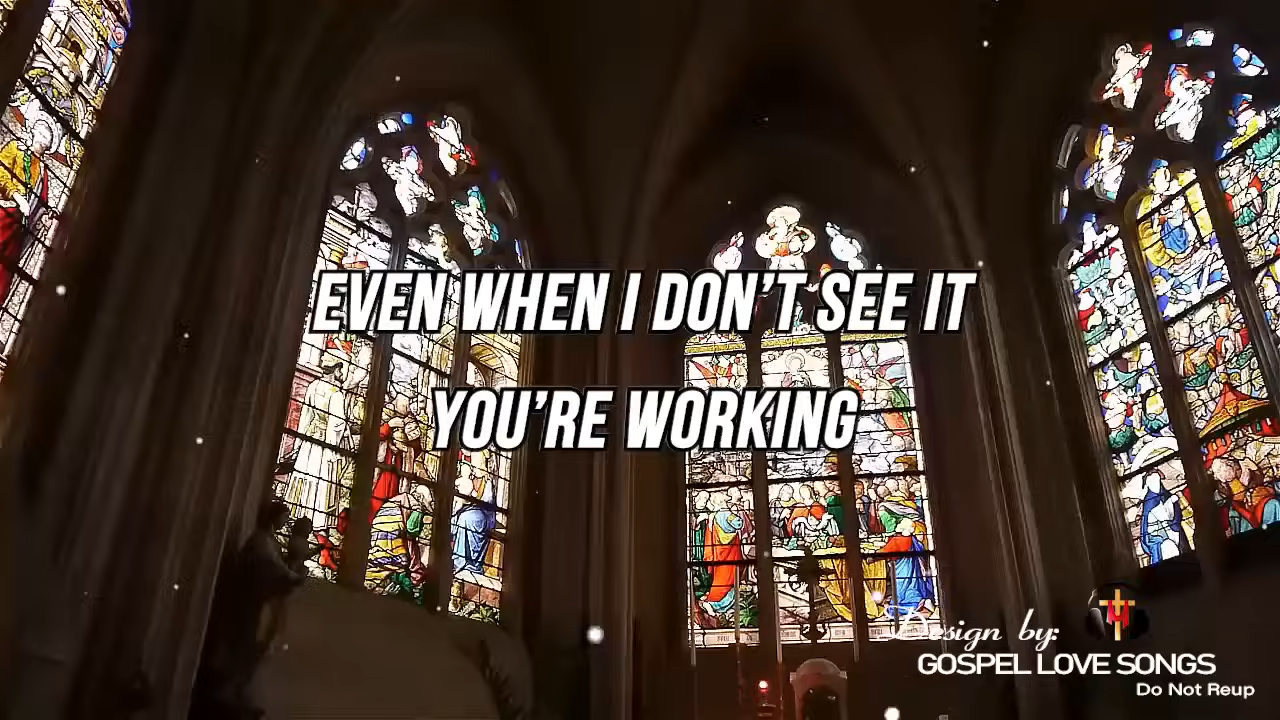 EVEN WHEN I DON'T SEE IT
YOU'RE WORKING
Design by:
GOSPEL LOVE SONGS
Do Not Reup